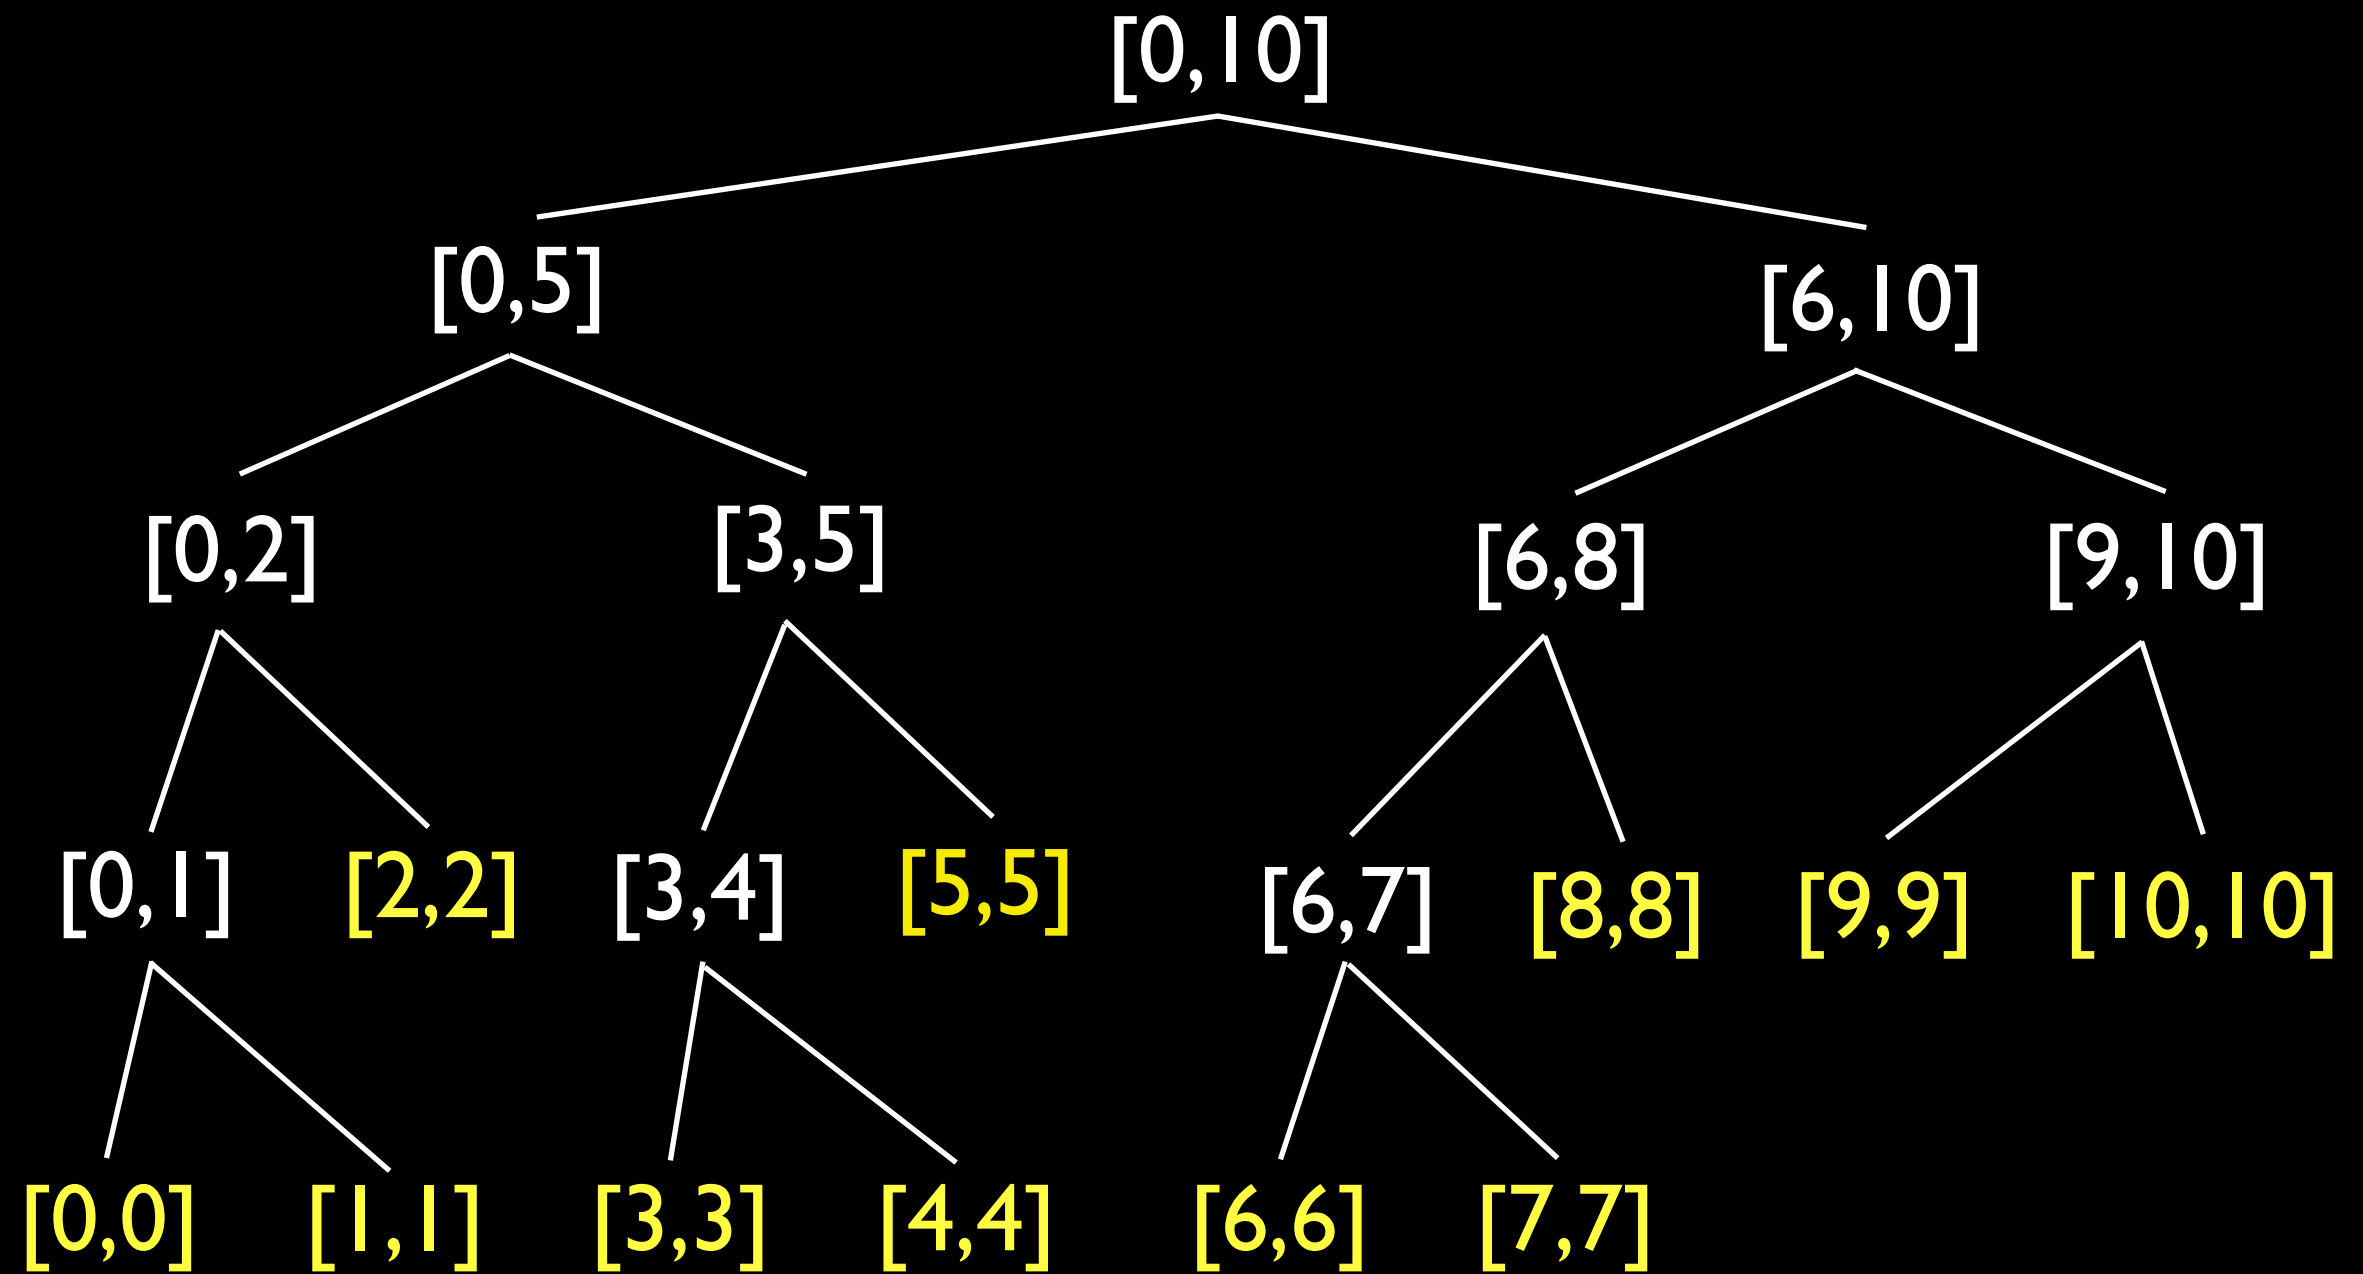 [0,10]
[0,5] [6,10]
[0,2] [3,5] [6,8] [9,10]
[0,1] [2,2] [3,4] [5,5] [6,7] [8,8] [9,9] [10,10]
[0,0] [1,1] [3,3] [4,4] [6,6] [7,7]